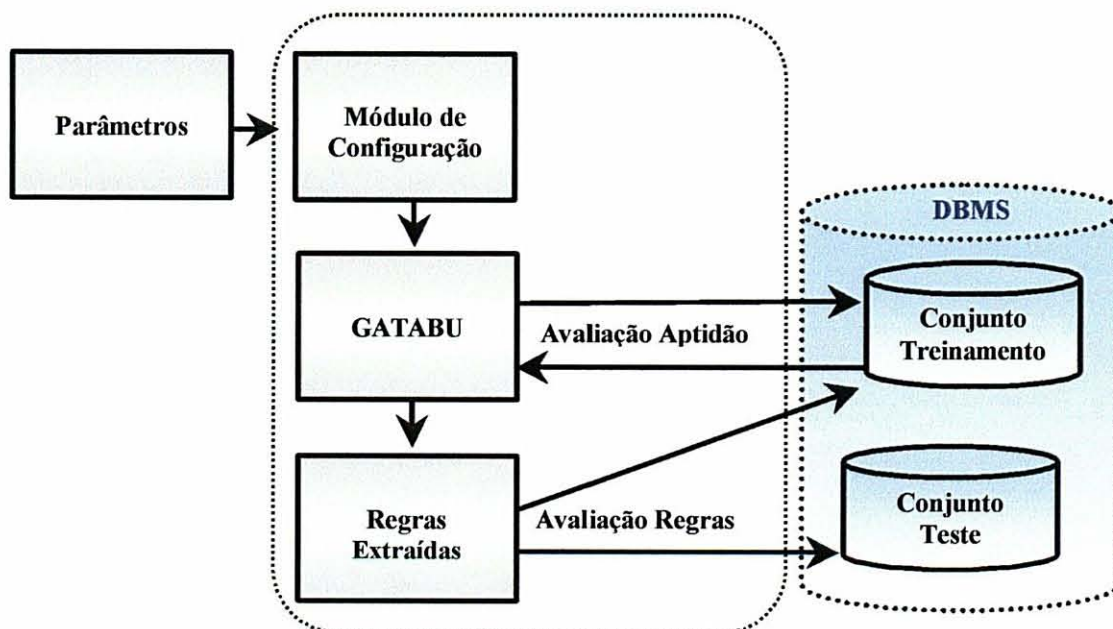 Parâmetros
Módulo de
Configuração
DBMS
GATABU
Avaliação Aptidão
Conjunto
Treinamento
Regras
Extraídas
Avaliação Regras
Conjunto
Teste